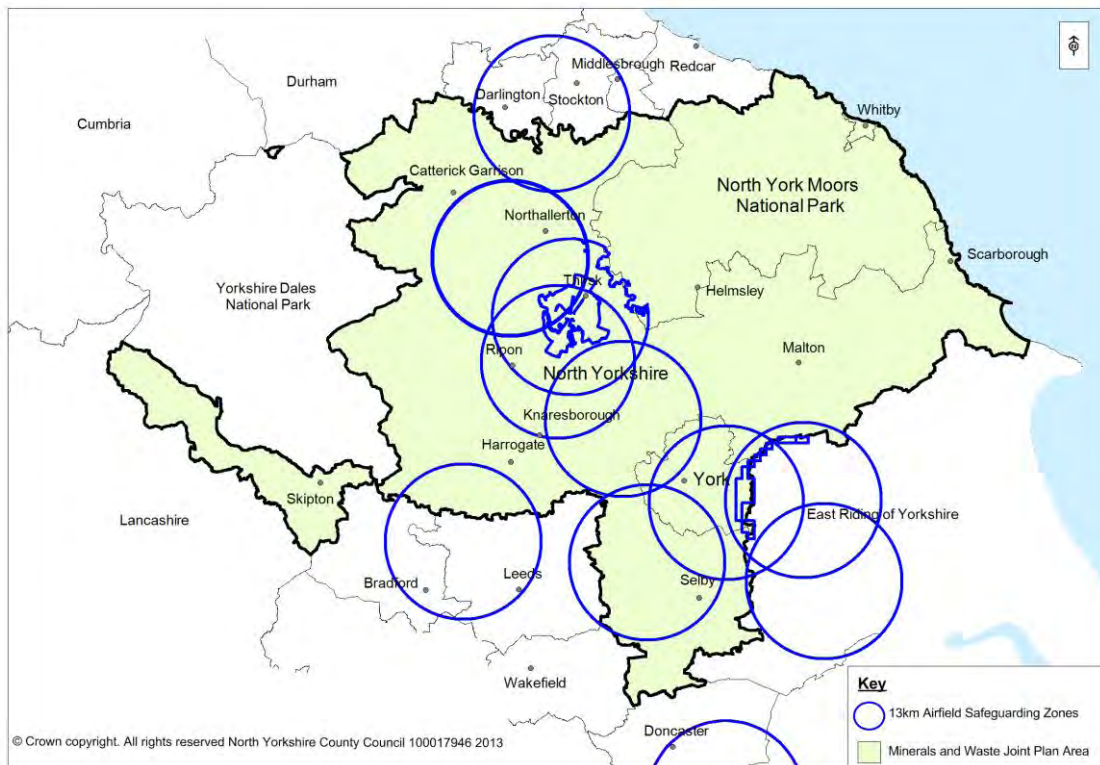 Durham
Middlesbrough
Redcar
Darlington
Stockton
Cumbria
Whitby
Catterick Garrison
North York Moors
National Park
Northallerton
Scarborough
Yorkshire Dales
National Park
Thirsk
Helmsley
Malton
Ripon
North Yorkshire
Knaresborough
Harrogate
York
Skipton
Lancashire
East Riding of Yorkshire
Bradford
Leeds
Selby
Wakefield
Doncaster
Key
13km Airfield Safeguarding Zones
Minerals and Waste Joint Plan Area
© Crown copyright. All rights reserved North Yorkshire County Council 100017946 2013
N